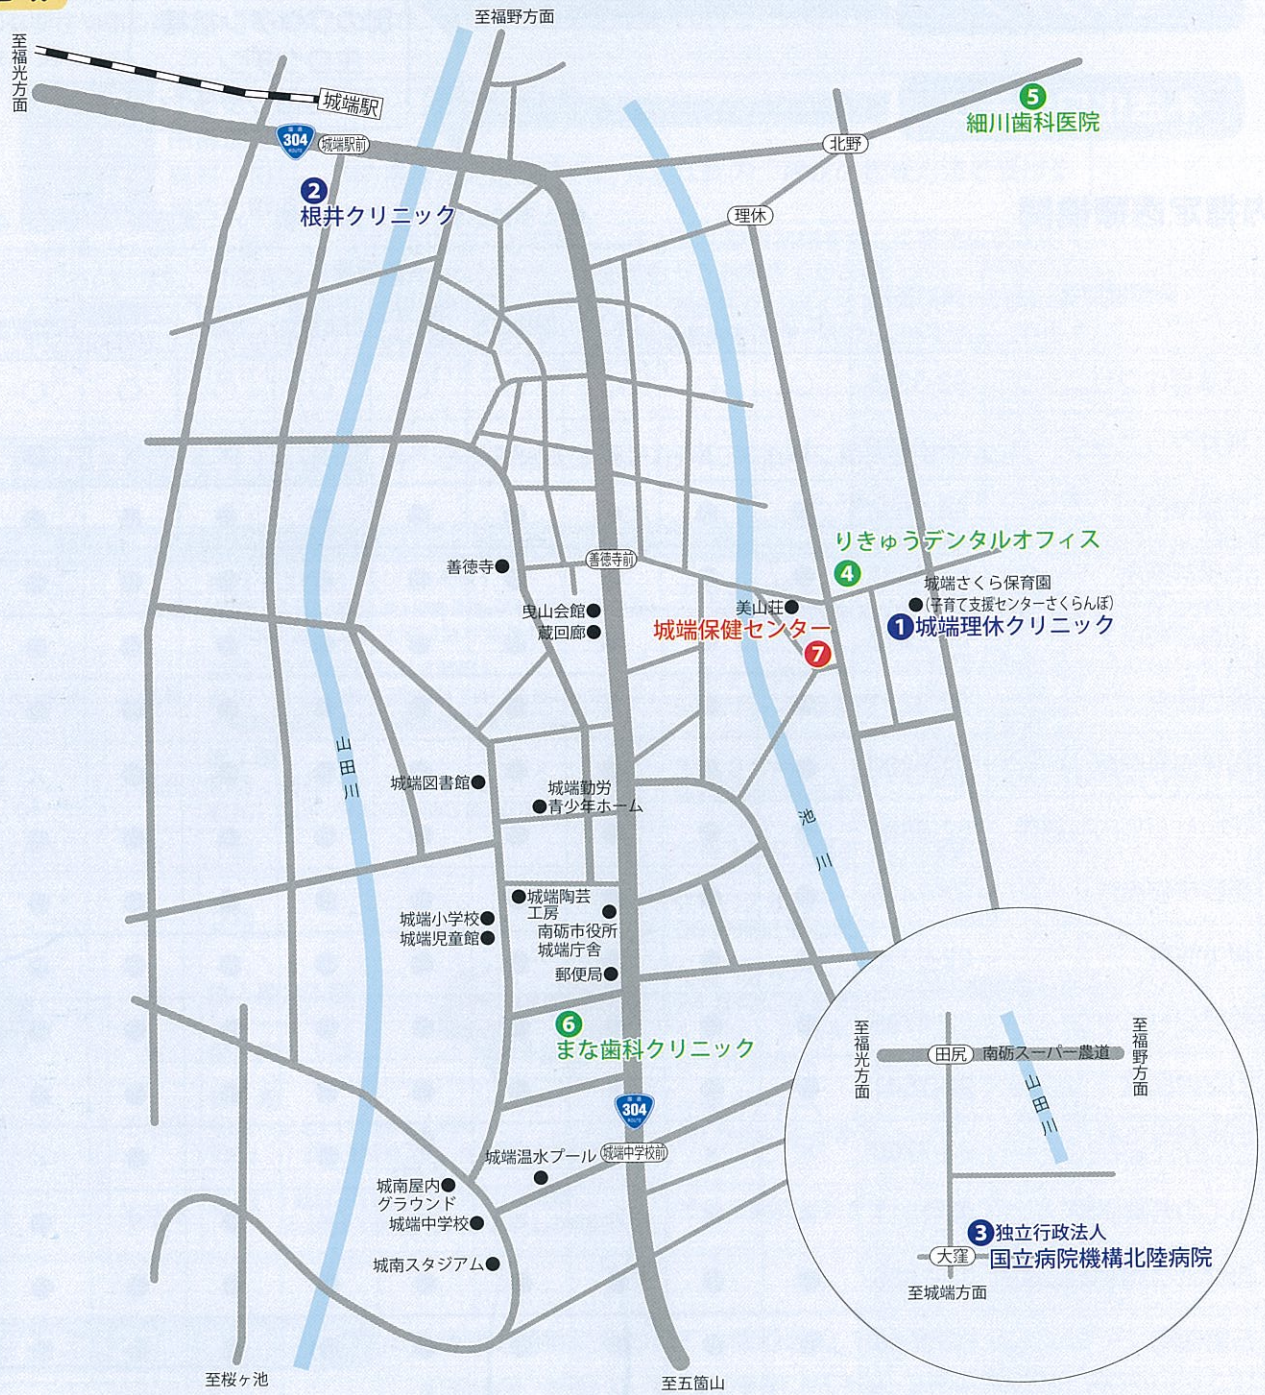 至福野方面
至福光方面
城端駅
304
城端駅前
5
細川歯科医院
北野
2
根井クリニック
理休
りきゅうデンタルオフィス
4
善徳寺前
善徳寺
城端さくら保育園
(子育て支援センターさくらんぼ)
曳山会館
蔵回廊
美山荘
城端保健センター
7
1城端理休クリニック
山田川
城端図書館
城端勤労
青少年ホーム
池川
城端陶芸
工房
城端小学校
城端児童館
南砺市役所
城端庁舎
郵便局
6
まな歯科クリニック
304
城端中学校前
城端温水プール
城南屋内
グラウンド
城端中学校
城南スタジアム
至桜ヶ池
至五箇山
至福光方面
田尻
南砺スーパー農道
至福野方面
山田川
3独立行政法人
国立病院機構北陸病院
大窪
至城端方面